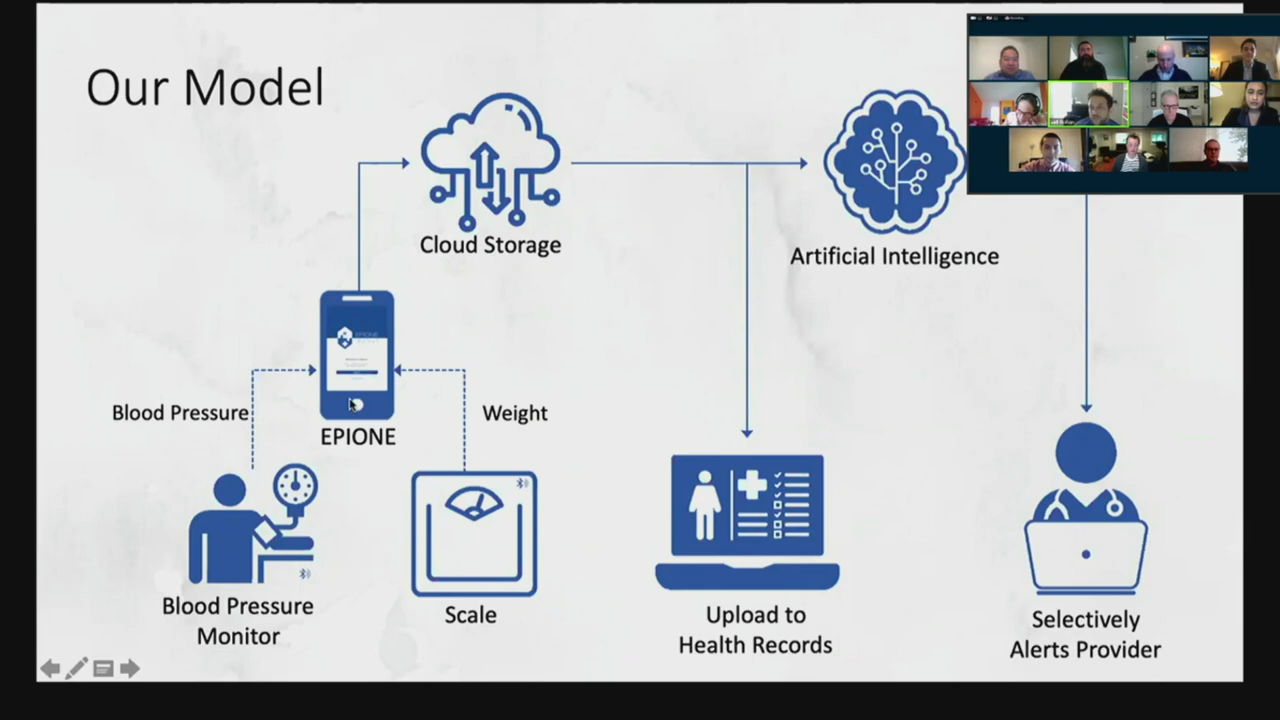 Our Model
Cloud Storage
Artificial Intelligence
EPIONE
Blood Pressure
Weight
EPIONE
Blood Pressure
Monitor
Scale
Upload to
Health Records
Selectively
Alerts Provider